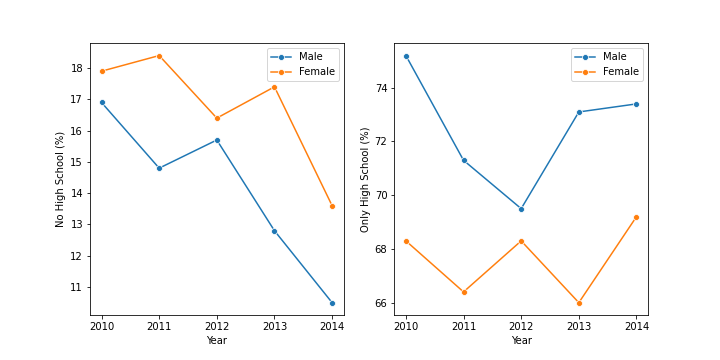 No High School (%)
18
17
16
15
14
13
12
11
2010 2011 2012 2013 2014
Year
Male
Female
Only High School (%)
74
72
70
68
66
2010 2011 2012 2013 2014
Year
Male
Female